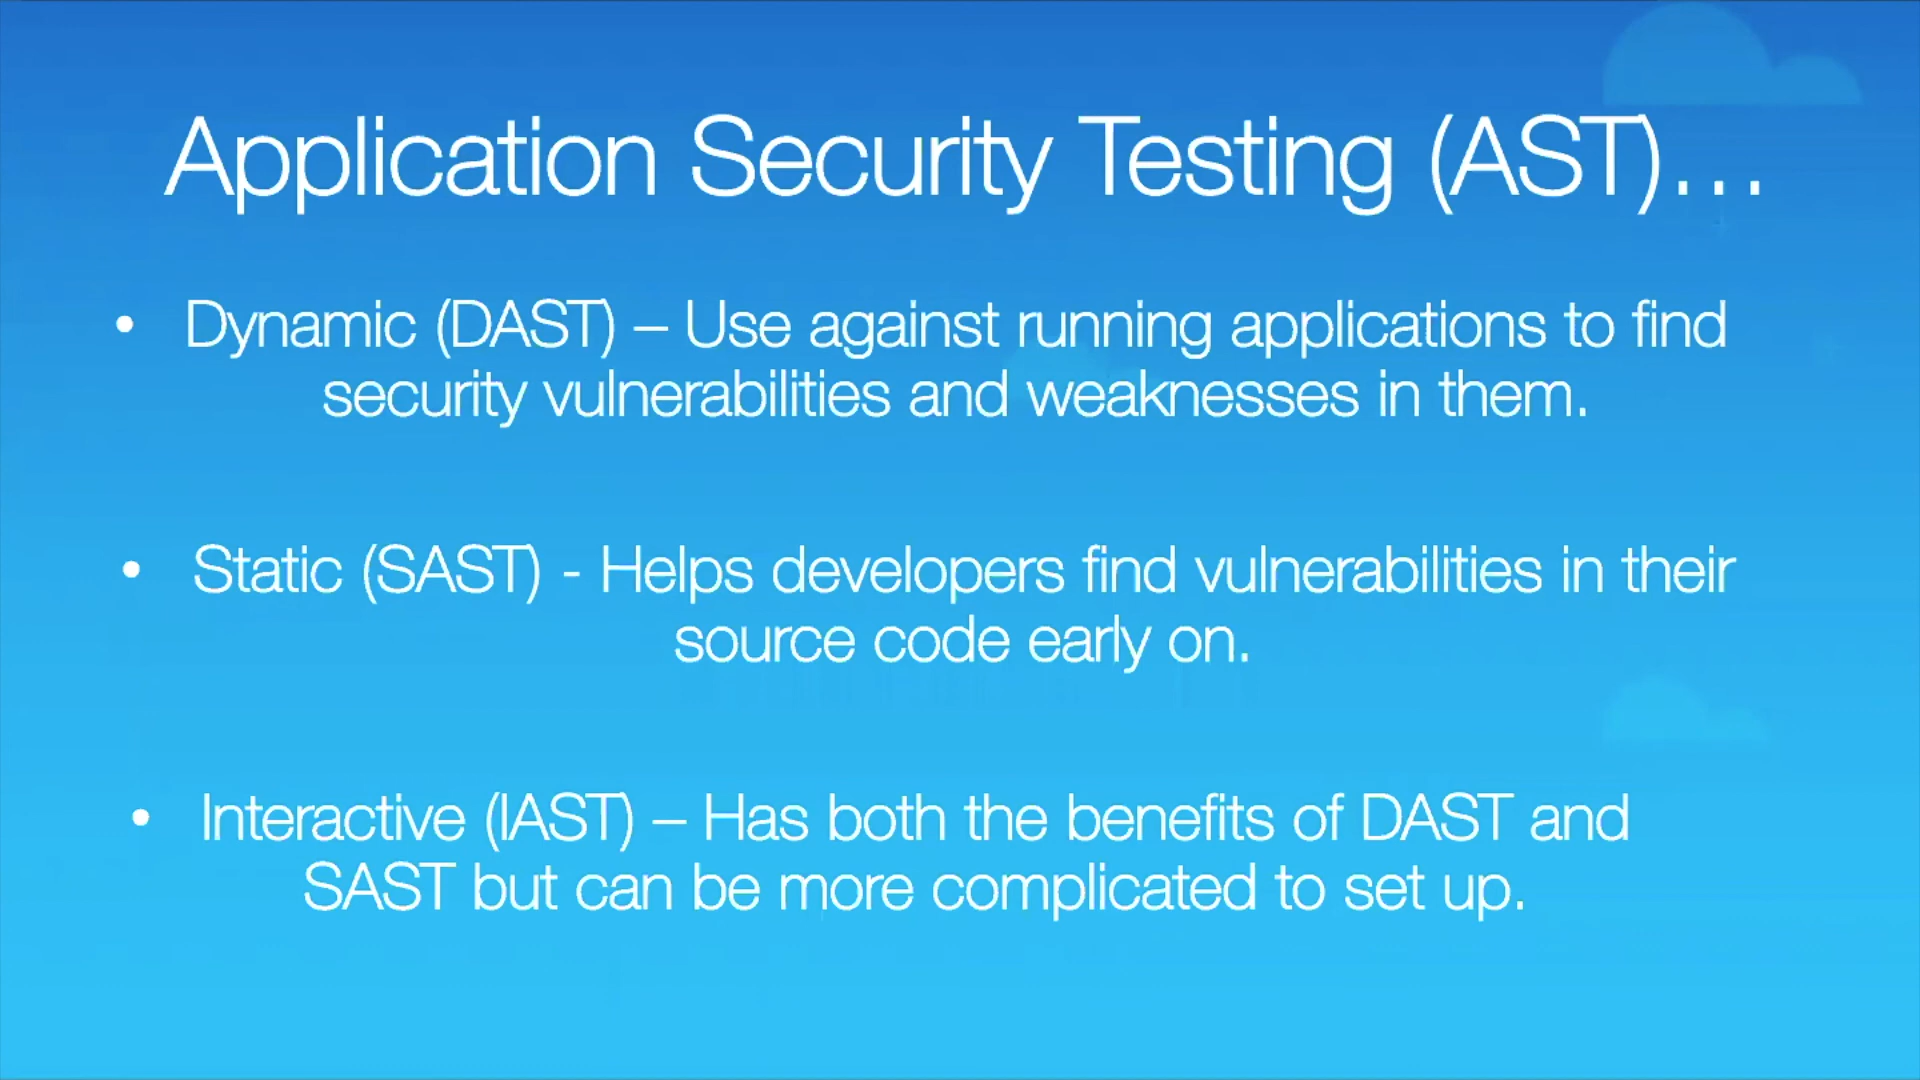 Application Security Testing (AST)...
• Dynamic (DAST) – Use against running applications to find
security vulnerabilities and weaknesses in them.
• Static (SAST) - Helps developers find vulnerabilities in their
source code early on.
• Interactive (IAST) – Has both the benefits of DAST and
SAST but can be more complicated to set up.